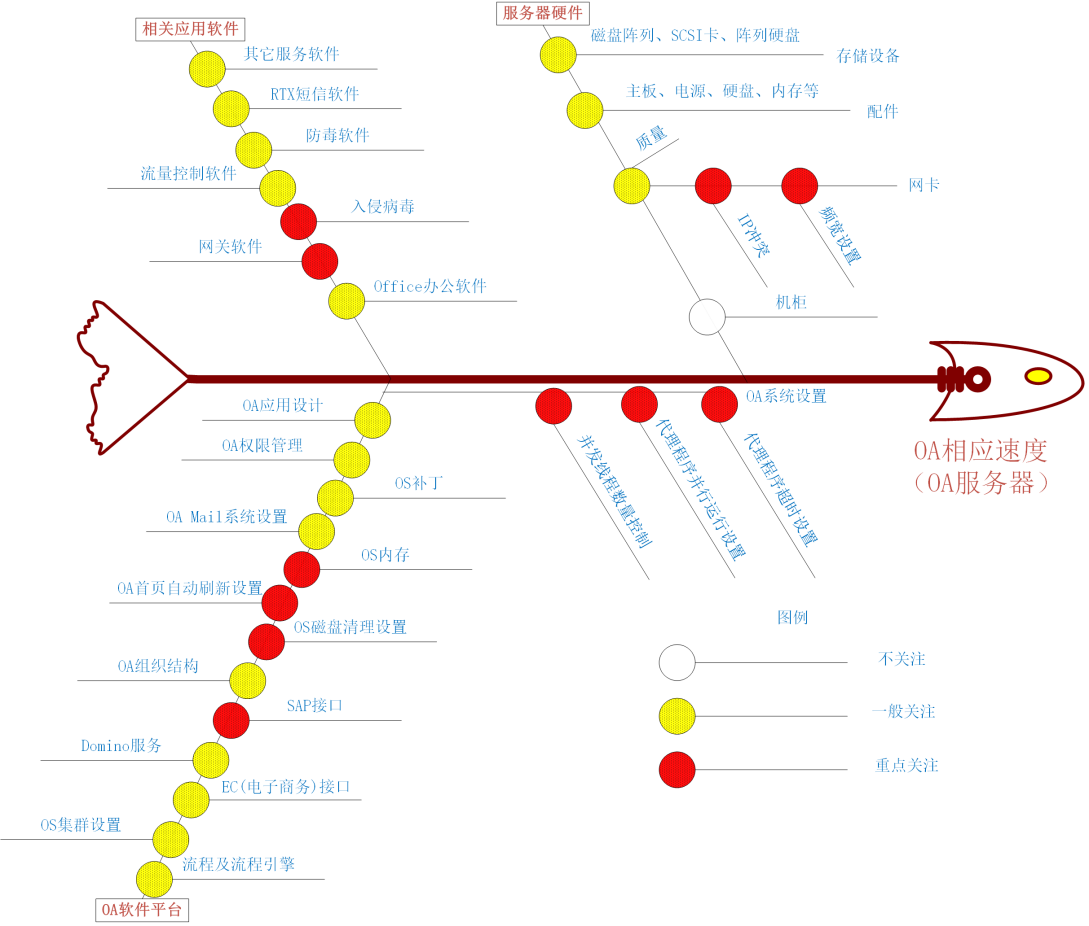 相关应用软件
其它服务软件
RTX短信软件
防毒软件
流量控制软件
入侵病毒
网关软件
Office办公软件
服务器硬件
磁盘阵列、SCSI卡、阵列硬盘
存储设备
主板、电源、硬盘、内存等
配件
质量
网卡
IP冲突
频宽设置
机柜
OA系统设置
并发线程数量控制
代理程序并行运行设置
代理程序超时设置
OA相应速度
（OA服务器）
OA应用设计
OA权限管理
OS补丁
OA Mail系统设置
OS内存
OA首页自动刷新设置
OS磁盘清理设置
OA组织结构
SAP接口
Domino服务
EC(电子商务)接口
OS集群设置
流程及流程引擎
OA软件平台
图例
不关注
一般关注
重点关注